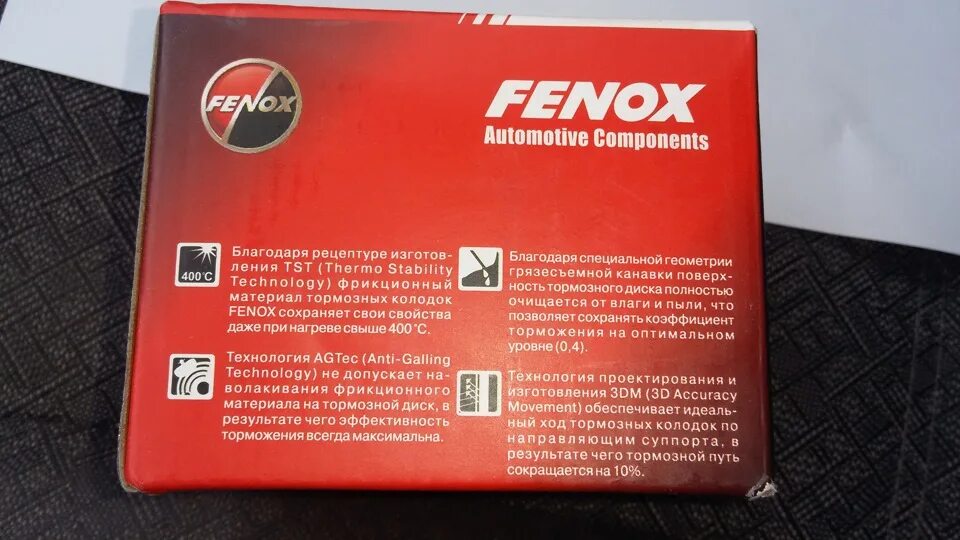 FENOX
FENOX
Automotive Components
400°C
Благодаря рецептуре изготов-
ления TST (Thermo Stability
Technology) фрикционный
материал тормозных колодок
FENOX сохраняет свои свойства
даже при нагреве свыше 400°С.
Технология AGTec (Anti-Galling
Technology) не допускает на-
волакивания фрикционного
материала на тормозной диск, в
результате чего эффективность
торможения всегда максимальна.
Благодаря специальной геометрии
грязесъемной канавки поверх-
ность тормозного диска полностью
очищается от влаги и пыли, что
позволяет сохранять коэффициент
торможения на оптимальном
уровне (0,4).
Технология проектирования и
изготовления 3DM (3D Accuracy
Movement) обеспечивает идеаль-
ный ход тормозных колодок по
направляющим суппорта, в
результате чего тормозной путь
сокращается на 10%.